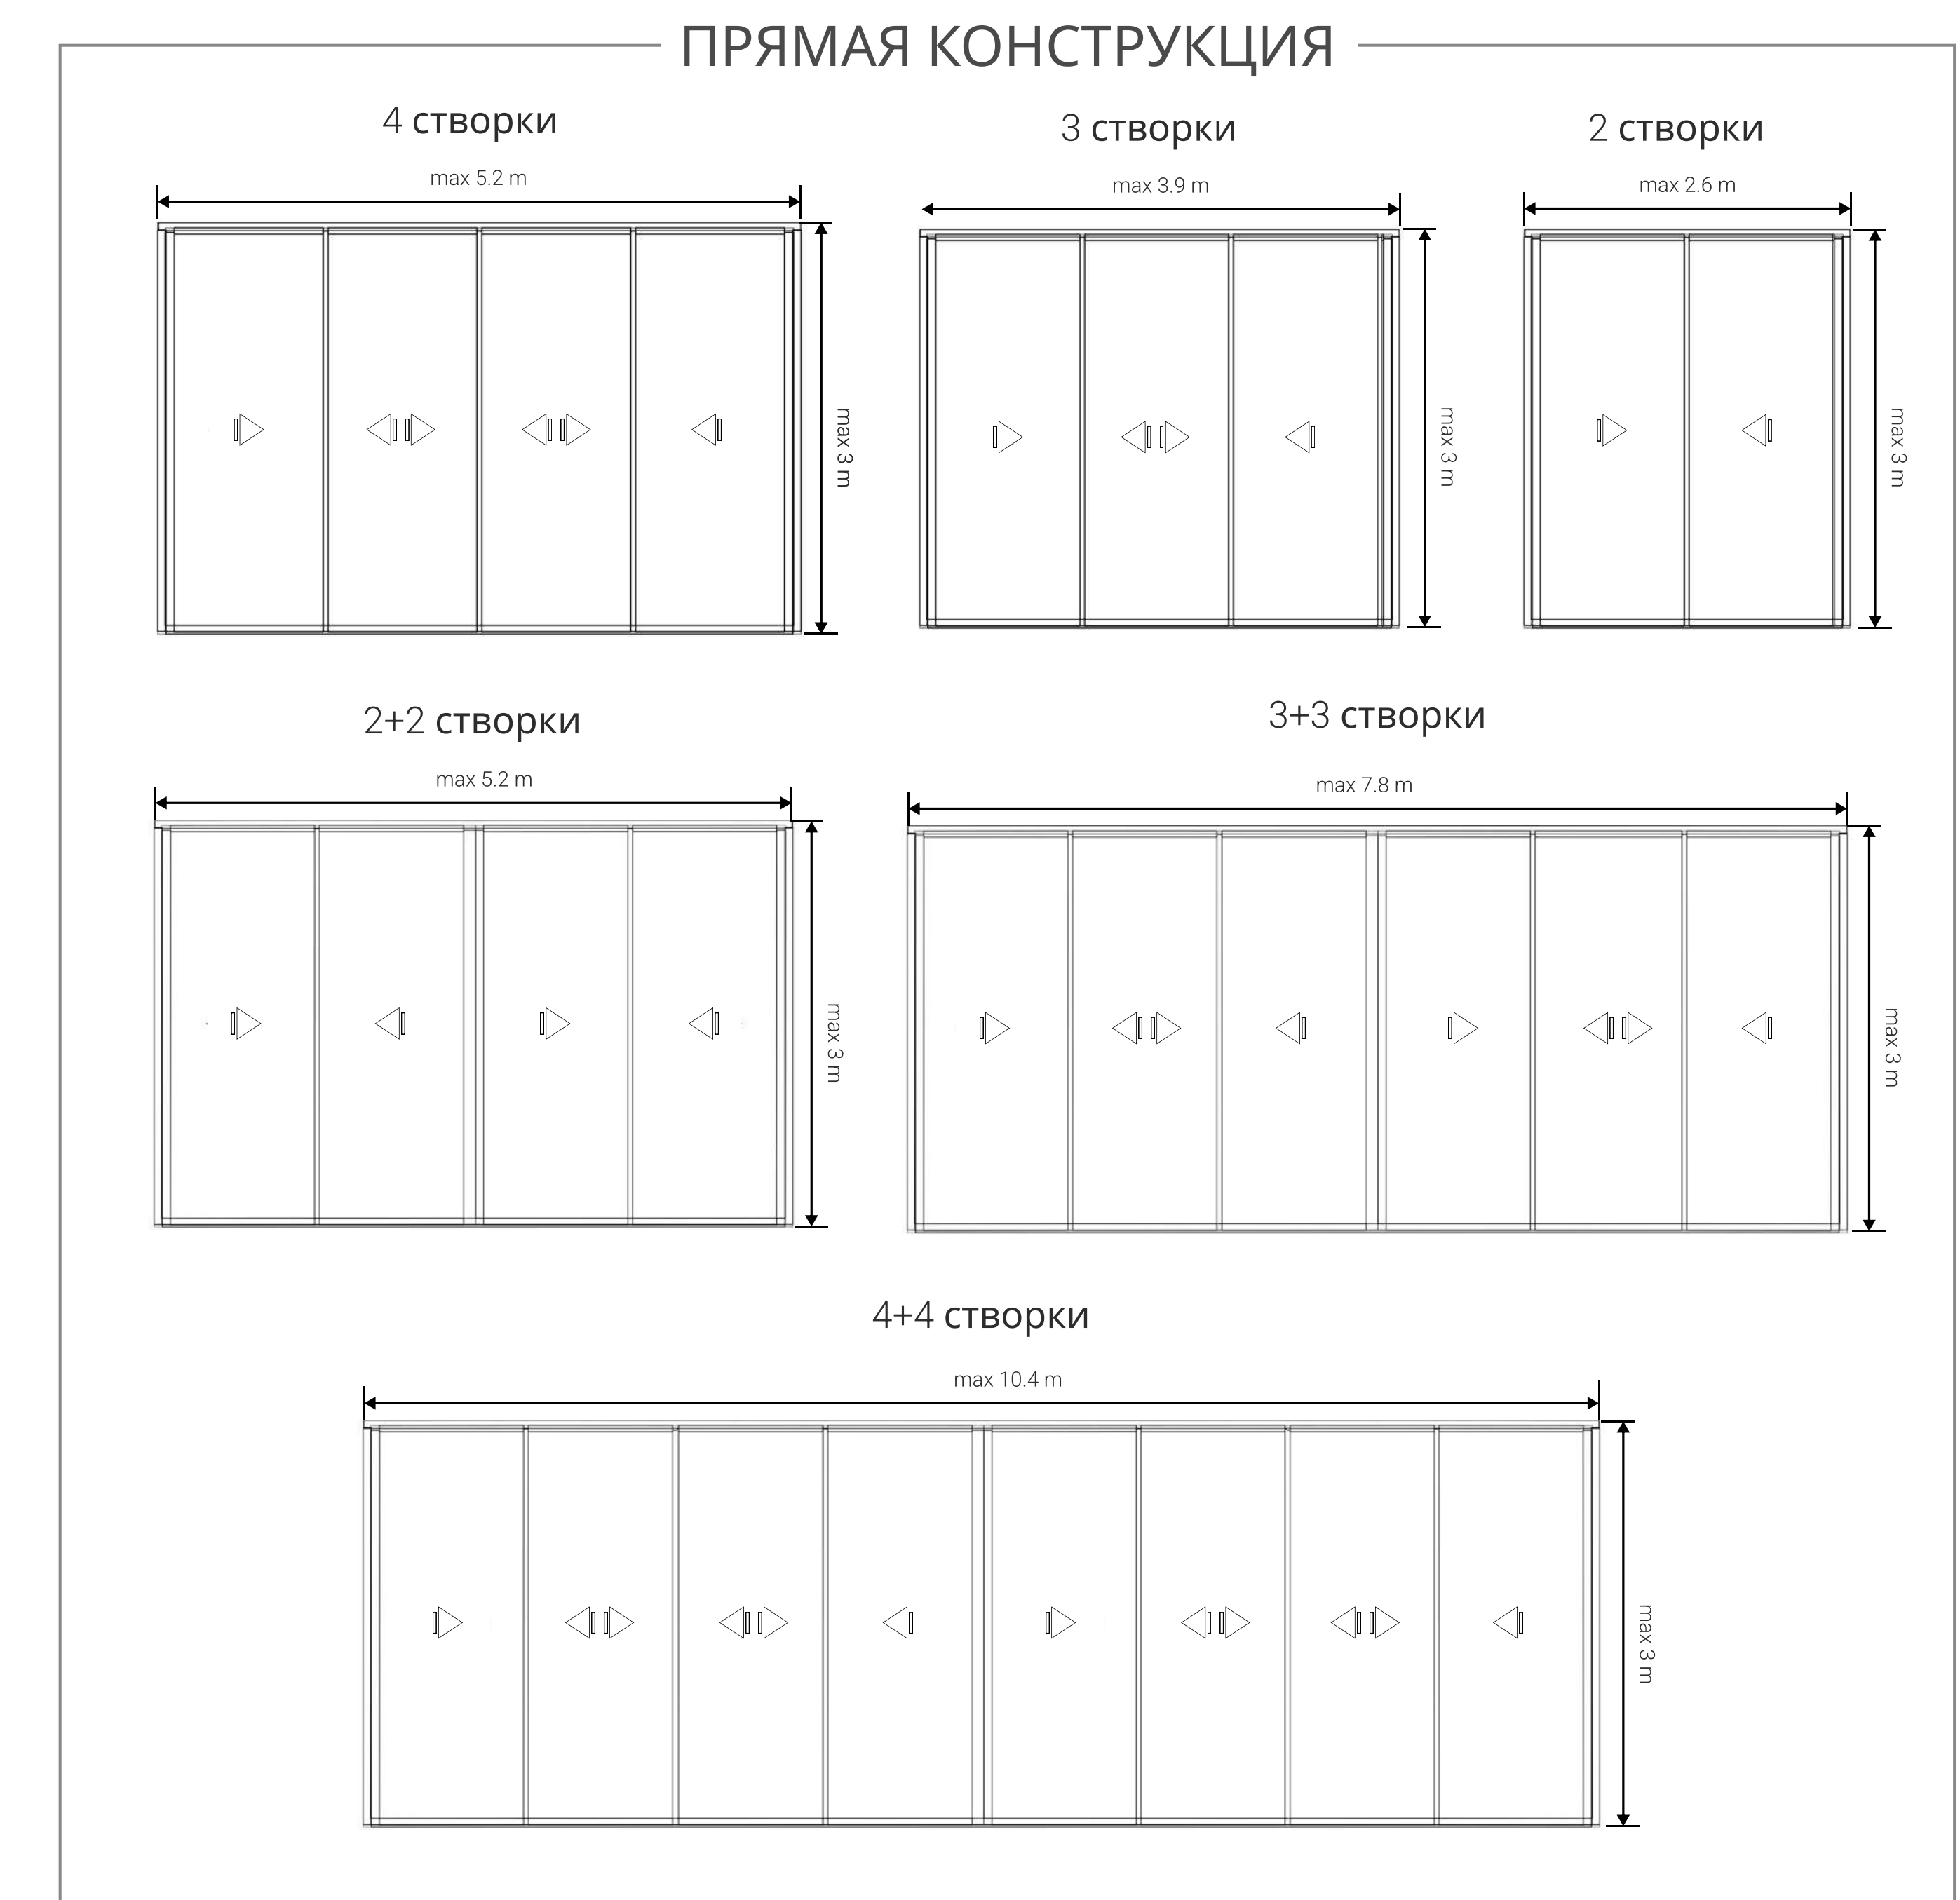 ПРЯМАЯ КОНСТРУКЦИЯ
4 створки
max 5.2 m
max 3 m
3 створки
max 3.9 m
max 3 m
2 створки
max 2.6 m
max 3 m
2+2 створки
max 5.2 m
max 3 m
3+3 створки
max 7.8 m
max 3 m
4+4 створки
max 10.4 m
max 3 m